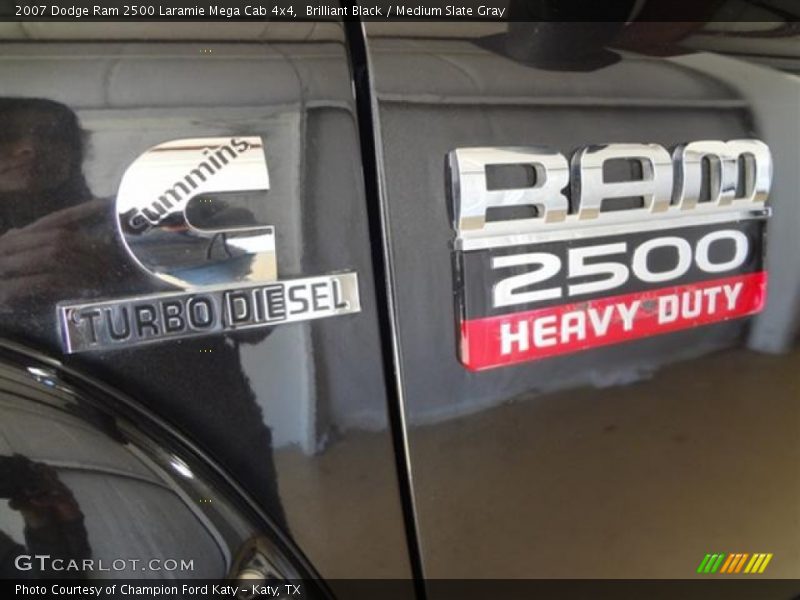 2007 Dodge Ram 2500 Laramie Mega Cab 4x4,  Brilliant Black / Medium Slate Gray
cummins
TURBO DIESEL
RAM
2500
HEAVY DUTY
GTCARLOT.COM
Photo Courtesy of Champion Ford Katy - Katy, TX